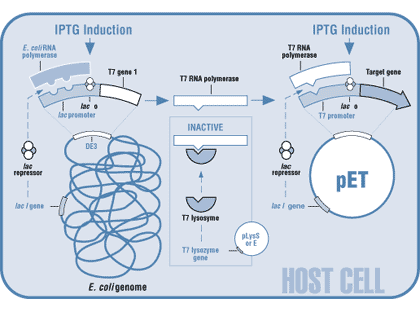 IPTG Induction
IPTG Induction
E. coli RNA
polymerase
T7 gene 1
lac o
lac promoter
DE3
lac
repressor
lac I gene
E. coli genome
T7 RNA polymerase
INACTIVE
T7 lysosyme
T7 lysozyme
gene
pLysS
or E
T7 RNA
polymerase
Target gene
lac o
T7 promoter
lac
repressor
lac I gene
pET
HOST CELL